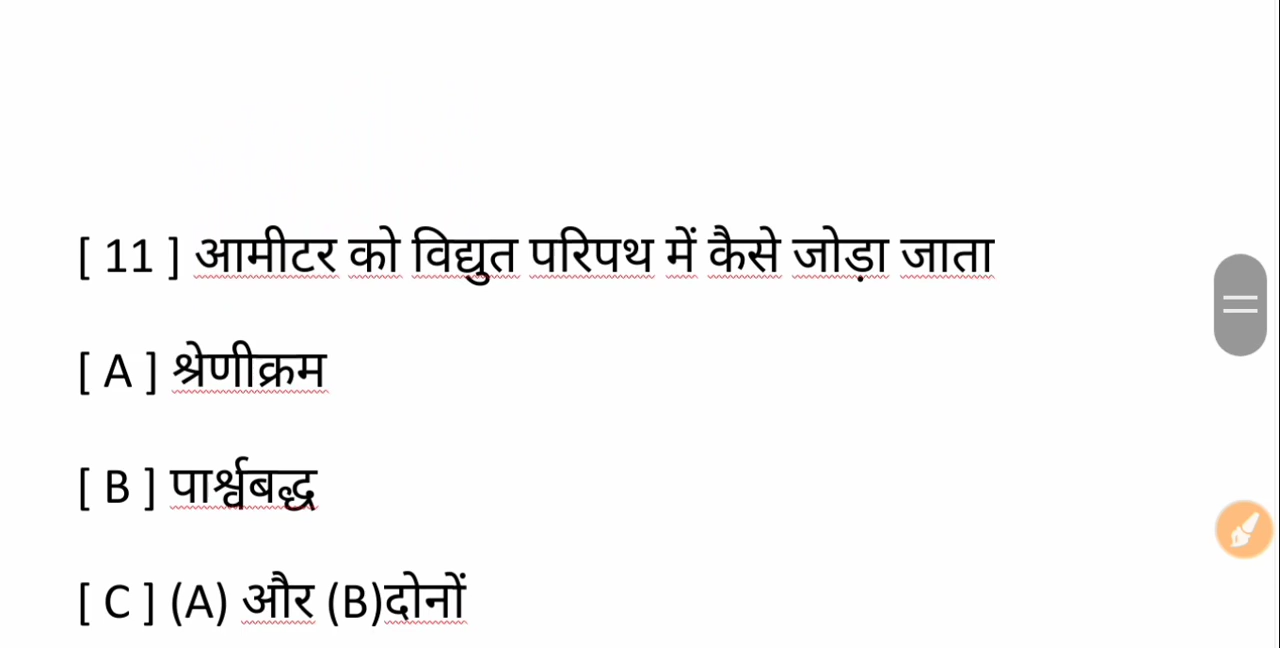 [ 11 ] आमीटर को विद्युत परिपथ में कैसे जोड़ा जाता
[ A ] श्रेणीक्रम
[ B ] पार्श्वबद्ध
[ C ] (A) और (B)दोनों